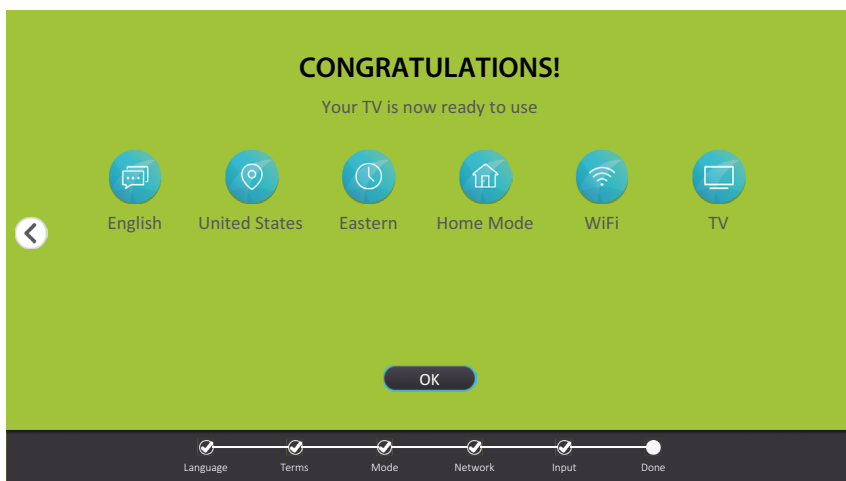 CONGRATULATIONS!
Your TV is now ready to use
English United States Eastern Home Mode WiFi TV
OK
Language Terms Mode Network Input Done